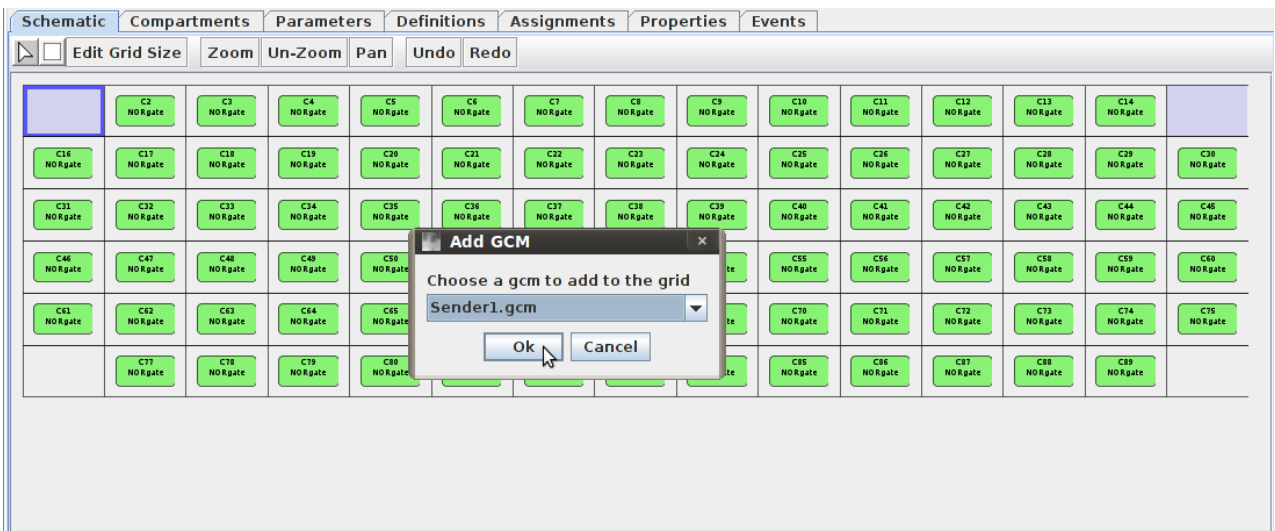 Schematic Compartments Parameters Definitions Assignments Properties Events
Edit Grid Size Zoom Un-Zoom Pan Undo Redo
C2 C3 C4 C5 C6 C7 C8 C9 C10 C11 C12 C13 C14
NORgate NORgate NORgate NORgate NORgate NORgate NORgate NORgate NORgate NORgate NORgate NORgate NORgate
C16 C17 C18 C19 C20 C21 C22 C23 C24 C25 C26 C27 C28 C29 C30
NORgate NORgate NORgate NORgate NORgate NORgate NORgate NORgate NORgate NORgate NORgate NORgate NORgate NORgate NORgate
C31 C32 C33 C34 C35 C36 C37 C38 C39 C40 C41 C42 C43 C44 C45
NORgate NORgate NORgate NORgate NORgate NORgate NORgate NORgate NORgate NORgate NORgate NORgate NORgate NORgate NORgate
Add GCM
Choose a gcm to add to the grid
Sender1.gcm
Ok Cancel
C46 C47 C48 C49 C50 C55 C56 C57 C58 C59 C60
NORgate NORgate NORgate NORgate NORgate te NORgate NORgate NORgate NORgate NORgate NORgate
C61 C62 C63 C64 C65 C70 C71 C72 C73 C74 C75
NORgate NORgate NORgate NORgate NORgate te NORgate NORgate NORgate NORgate NORgate NORgate
C77 C78 C79 C80 C85 C86 C87 C88 C89
NORgate NORgate NORgate NORgate te NORgate NORgate NORgate NORgate NORgate